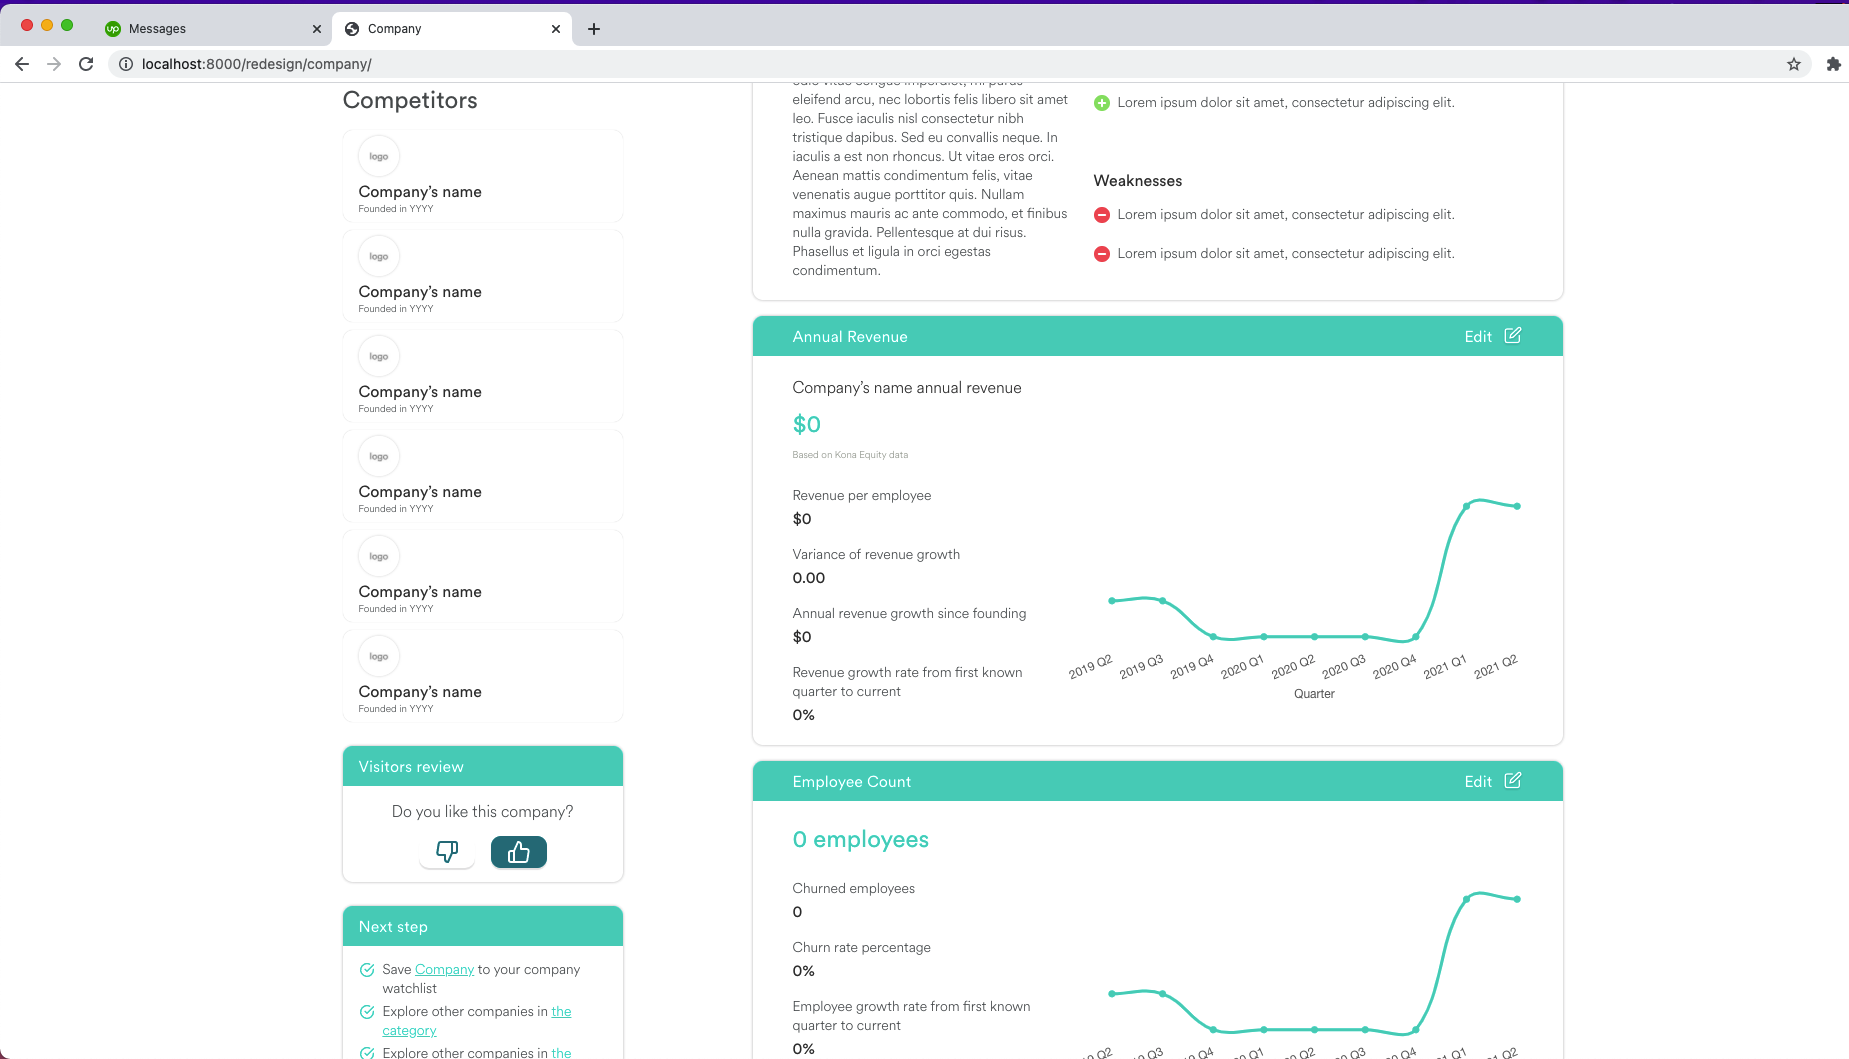 Messages
Company
localhost:8000/redesign/company/
Competitors
logo
Company's name
Founded in YYYY
logo
Company's name
Founded in YYYY
logo
Company's name
Founded in YYYY
logo
Company's name
Founded in YYYY
logo
Company's name
Founded in YYYY
logo
Company's name
Founded in YYYY
Visitors review
Do you like this company?
Next step
Save Company to your company
watchlist
Explore other companies in the
category
Explore other companies in the
eleifend arcu, nec lobortis felis libero sit amet
leo. Fusce iaculis nisl consectetur nibh
tristique dapibus. Sed eu convallis neque. In
iaculis a est non rhoncus. Ut vitae eros orci.
Aenean mattis condimentum felis, vitae
venenatis augue porttitor quis. Nullam
maximus mauris ac ante commodo, et finibus
nulla gravida. Pellentesque at dui risus.
Phasellus et ligula in orci egestas
condimentum.
Lorem ipsum dolor sit amet, consectetur adipiscing elit.
Weaknesses
Lorem ipsum dolor sit amet, consectetur adipiscing elit.
Lorem ipsum dolor sit amet, consectetur adipiscing elit.
Annual Revenue
Edit
Company's name annual revenue
$0
Based on Kona Equity data
Revenue per employee
$0
Variance of revenue growth
0.00
Annual revenue growth since founding
$0
Revenue growth rate from first known
quarter to current
0%
2019 Q2
2019 Q3
2019 Q4
2020 Q1
2020 Q2
2020 Q3
2020 Q4
2021 Q1
2021 Q2
Quarter
Employee Count
Edit
0 employees
Churned employees
0
Churn rate percentage
0%
Employee growth rate from first known
quarter to current
0%